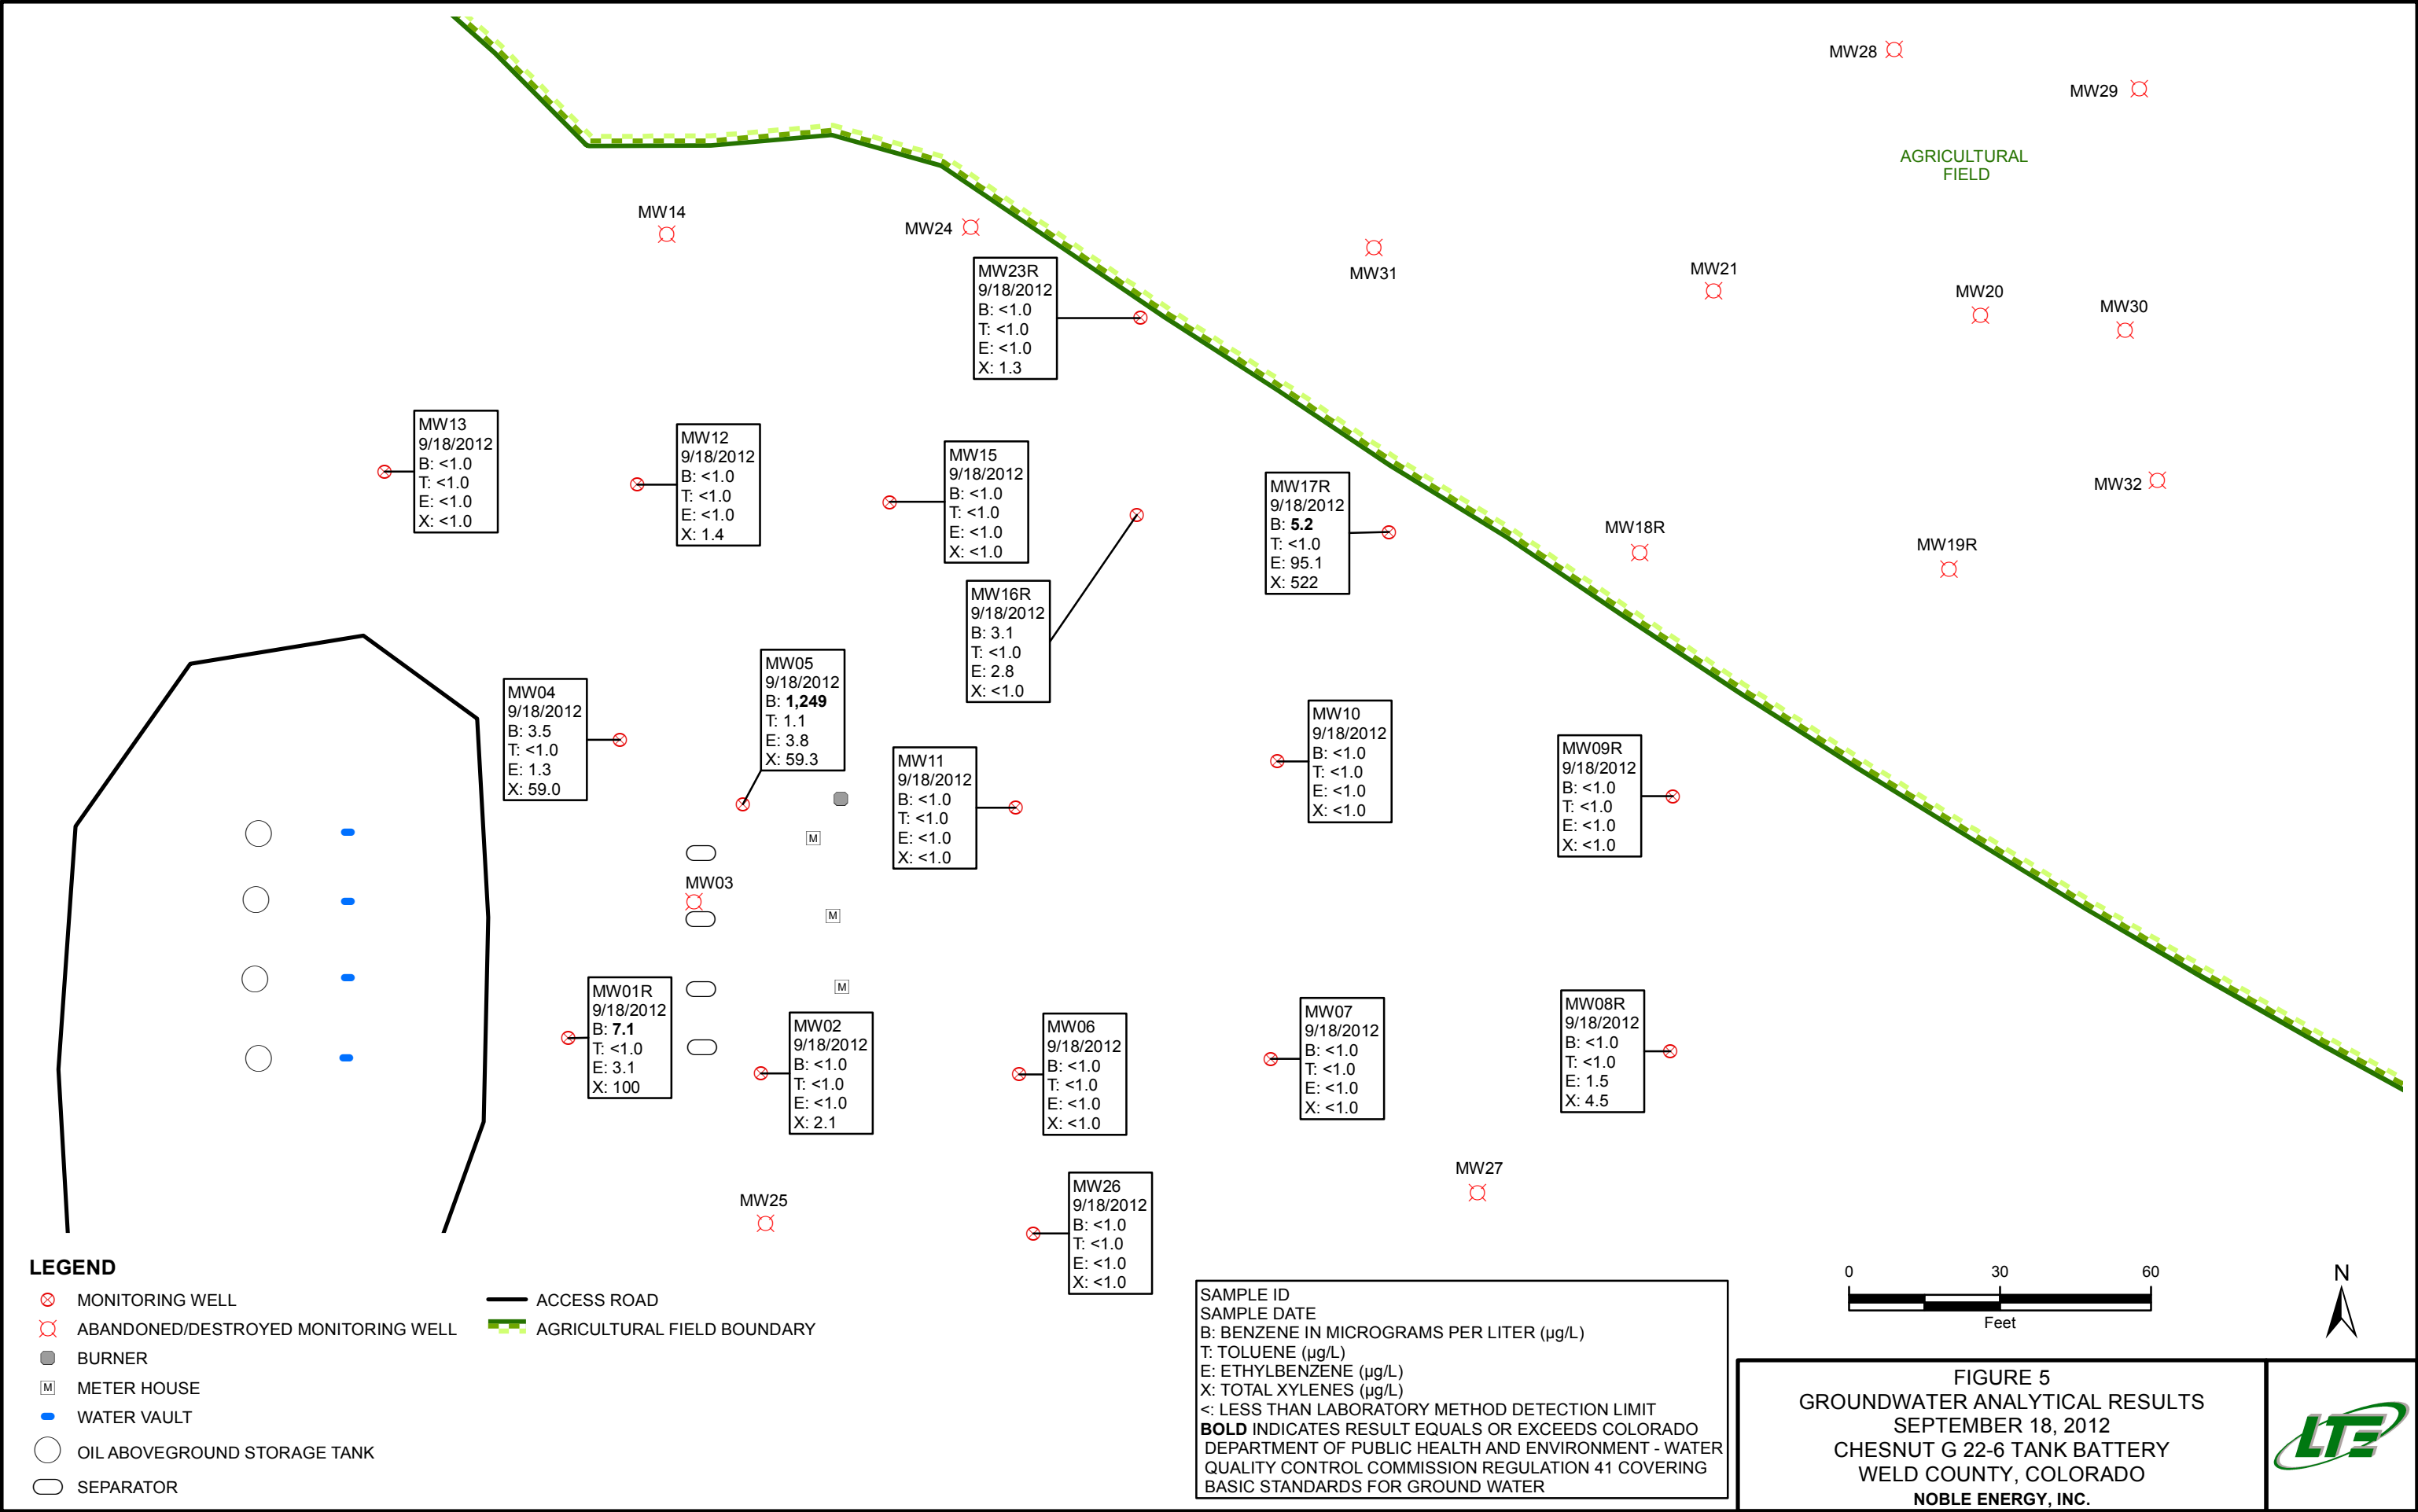 MW28
MW29
AGRICULTURAL
FIELD
MW14
MW24
MW31
MW21
MW20
MW30
MW23R
9/18/2012
B: <1.0
T: <1.0
E: <1.0
X: 1.3
MW13
9/18/2012
B: <1.0
T: <1.0
E: <1.0
X: <1.0
MW12
9/18/2012
B: <1.0
T: <1.0
E: <1.0
X: 1.4
MW15
9/18/2012
B: <1.0
T: <1.0
E: <1.0
X: <1.0
MW17R
9/18/2012
B: 5.2
T: <1.0
E: 95.1
X: 522
MW32
MW18R
MW19R
MW16R
9/18/2012
B: 3.1
T: <1.0
E: 2.8
X: <1.0
MW04
9/18/2012
B: 3.5
T: <1.0
E: 1.3
X: 59.0
MW05
9/18/2012
B: 1,249
T: 1.1
E: 3.8
X: 59.3
MW11
9/18/2012
B: <1.0
T: <1.0
E: <1.0
X: <1.0
MW10
9/18/2012
B: <1.0
T: <1.0
E: <1.0
X: <1.0
MW09R
9/18/2012
B: <1.0
T: <1.0
E: <1.0
X: <1.0
M
MW03
M
M
MW01R
9/18/2012
B: 7.1
T: <1.0
E: 3.1
X: 100
MW02
9/18/2012
B: <1.0
T: <1.0
E: <1.0
X: 2.1
MW06
9/18/2012
B: <1.0
T: <1.0
E: <1.0
X: <1.0
MW07
9/18/2012
B: <1.0
T: <1.0
E: <1.0
X: <1.0
MW08R
9/18/2012
B: <1.0
T: <1.0
E: 1.5
X: 4.5
MW25
MW26
9/18/2012
B: <1.0
T: <1.0
E: <1.0
X: <1.0
MW27
LEGEND
MONITORING WELL
ABANDONED/DESTROYED MONITORING WELL
BURNER
M METER HOUSE
WATER VAULT
OIL ABOVEGROUND STORAGE TANK
SEPARATOR
ACCESS ROAD
AGRICULTURAL FIELD BOUNDARY
SAMPLE ID
SAMPLE DATE
B: BENZENE IN MICROGRAMS PER LITER (µg/L)
T: TOLUENE (µg/L)
E: ETHYLBENZENE (µg/L)
X: TOTAL XYLENES (µg/L)
<: LESS THAN LABORATORY METHOD DETECTION LIMIT
BOLD INDICATES RESULT EQUALS OR EXCEEDS COLORADO
DEPARTMENT OF PUBLIC HEALTH AND ENVIRONMENT - WATER
QUALITY CONTROL COMMISSION REGULATION 41 COVERING
BASIC STANDARDS FOR GROUND WATER
0 30 60
Feet
N
FIGURE 5
GROUNDWATER ANALYTICAL RESULTS
SEPTEMBER 18, 2012
CHESNUT G 22-6 TANK BATTERY
WELD COUNTY, COLORADO
NOBLE ENERGY, INC.
LTE